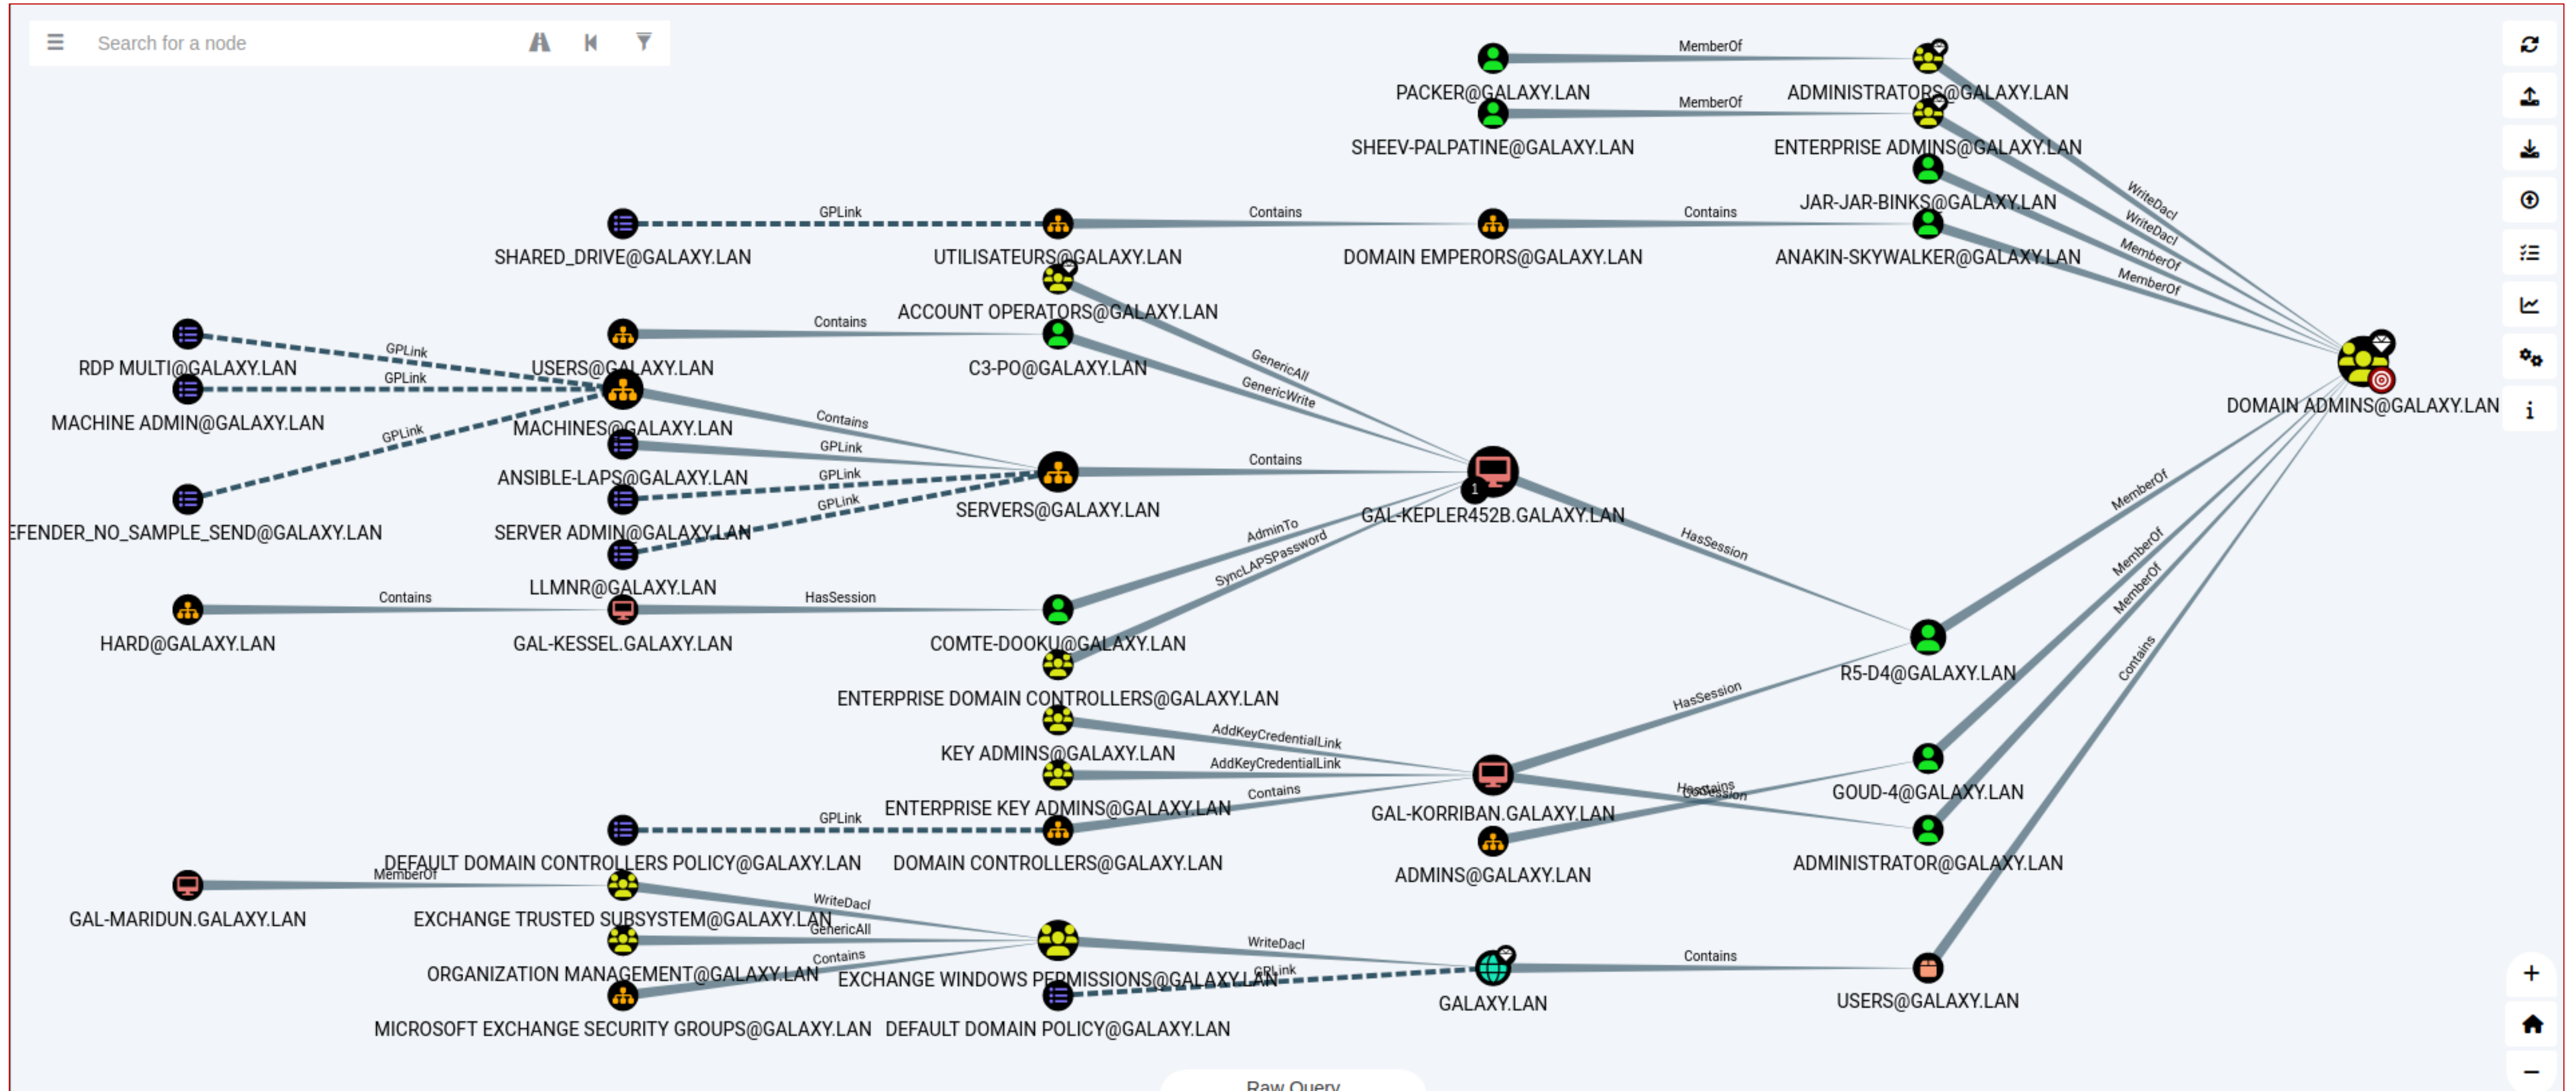 Search for a node
MemberOf
PACKER@GALAXY.LAN
ADMINISTRATORS@GALAXY.LAN
MemberOf
SHEEV-PALPATINE@GALAXY.LAN
ENTERPRISE ADMINS@GALAXY.LAN
WriteDacl
WriteDacl
MemberOf
MemberOf
JAR-JAR-BINKS@GALAXY.LAN
GPLink
Contains
Contains
SHARED_DRIVE@GALAXY.LAN
UTILISATEURS@GALAXY.LAN
DOMAIN EMPERORS@GALAXY.LAN
ANAKIN-SKYWALKER@GALAXY.LAN
ACCOUNT OPERATORS@GALAXY.LAN
Contains
GPLink
RDP MULTI@GALAXY.LAN
USERS@GALAXY.LAN
C3-PO@GALAXY.LAN
GenericAll
GenericWrite
GPLink
DOMAIN ADMINS@GALAXY.LAN
MACHINE ADMIN@GALAXY.LAN
MACHINES@GALAXY.LAN
Contains
GPLink
GPLink
Contains
ANSIBLE-LAPS@GALAXY.LAN
GPLink
GPLink
SERVERS@GALAXY.LAN
1
GAL-KEPLER452B.GALAXY.LAN
EFENDER_NO_SAMPLE_SEND@GALAXY.LAN
SERVER ADMIN@GALAXY.LAN
AdminTo
SyncLAPSPassword
HasSession
MemberOf
MemberOf
MemberOf
LLMNR@GALAXY.LAN
Contains
HasSession
HARD@GALAXY.LAN
GAL-KESSEL.GALAXY.LAN
COMTE-DOOKU@GALAXY.LAN
Contains
R5-D4@GALAXY.LAN
ENTERPRISE DOMAIN CONTROLLERS@GALAXY.LAN
HasSession
AddKeyCredentialLink
KEY ADMINS@GALAXY.LAN
AddKeyCredentialLink
Contains
HasSession
Contains
GOUD-4@GALAXY.LAN
ENTERPRISE KEY ADMINS@GALAXY.LAN
GAL-KORRIBAN.GALAXY.LAN
GPLink
DEFAULT DOMAIN CONTROLLERS POLICY@GALAXY.LAN
DOMAIN CONTROLLERS@GALAXY.LAN
ADMINS@GALAXY.LAN
ADMINISTRATOR@GALAXY.LAN
MemberOf
GAL-MARIDUN.GALAXY.LAN
EXCHANGE TRUSTED SUBSYSTEM@GALAXY.LAN
WriteDacl
GenericAll
Contains
WriteDacl
Contains
ORGANIZATION MANAGEMENT@GALAXY.LAN
EXCHANGE WINDOWS PERMISSIONS@GALAXY.LAN
GPLink
GALAXY.LAN
USERS@GALAXY.LAN
MICROSOFT EXCHANGE SECURITY GROUPS@GALAXY.LAN
DEFAULT DOMAIN POLICY@GALAXY.LAN
Raw Query